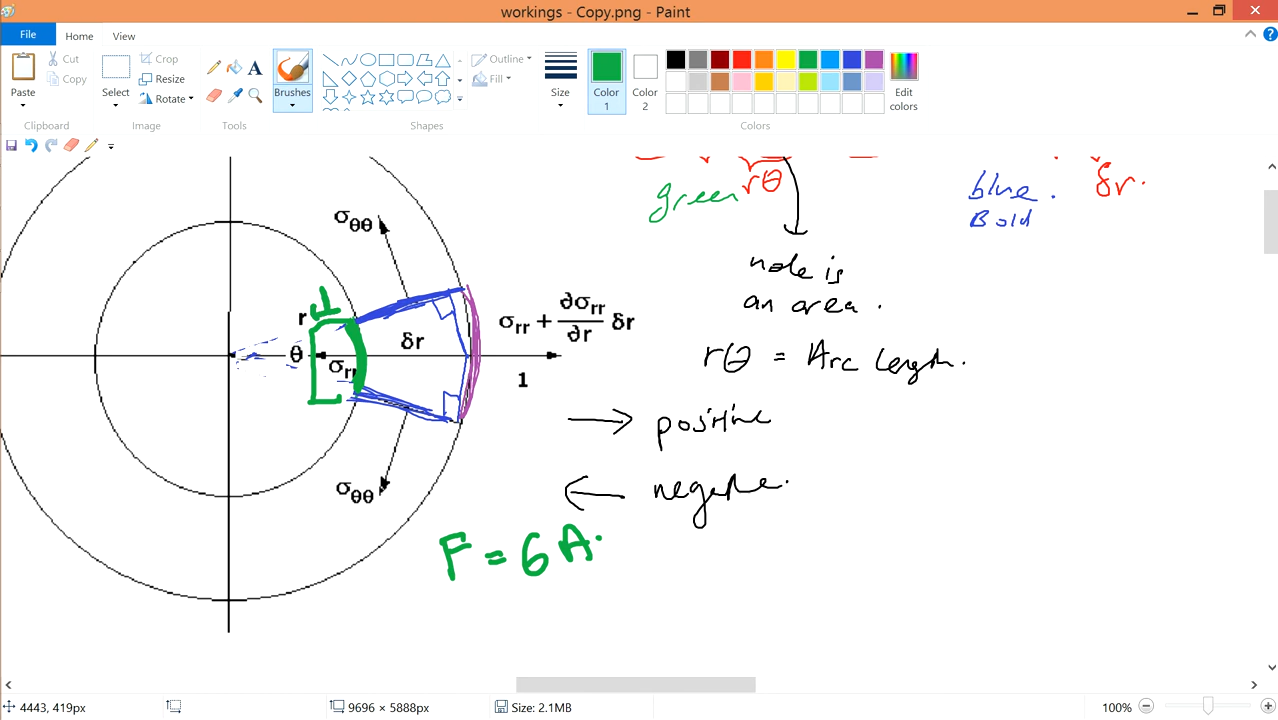 workings - Copy.png - Paint
File
Home
View
Paste
Cut
Copy
Clipboard
Select
Crop
Resize
Rotate
Image
Tools
Brushes
Shapes
Outline
Fill
Size
Color 1
Color 2
Edit colors
Colors
green
rθ
blue.
Bold
δr.
node is
an area.
rθ = Arc length.
→ positive
← negative.
σθθ
r
1
θ
σrr
δr
σrr + ∂σrr/∂r δr
1
σθθ
F = 6 A.
4443, 419px
9696 × 5888px
Size: 2.1MB
100%